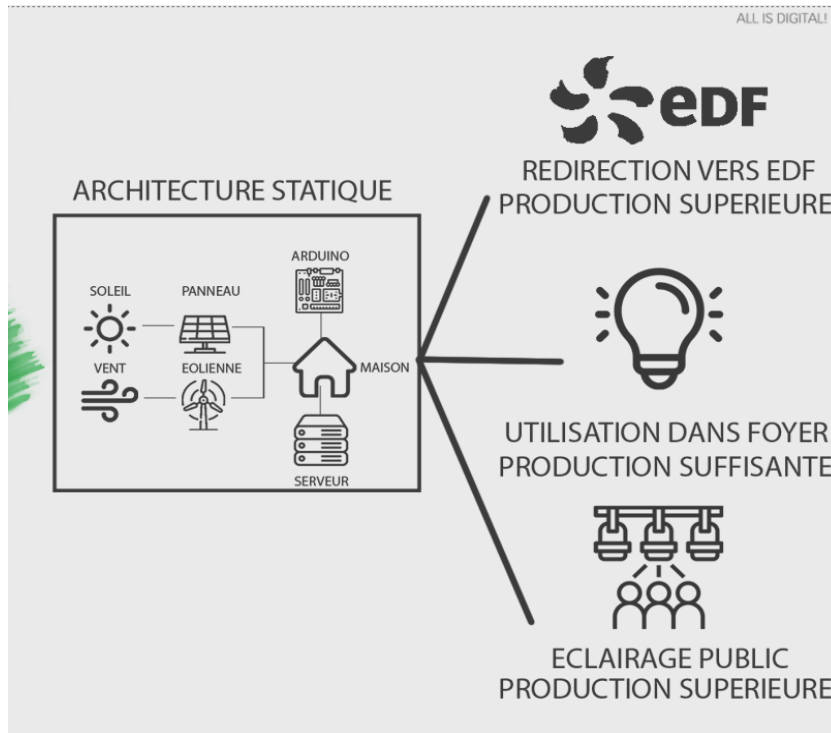 ALL IS DIGITAL!
eDF
REDIRECTION VERS EDF
PRODUCTION SUPERIEURE
ARCHITECTURE STATIQUE
ARDUINO
SOLEIL
PANNEAU
VENT
EOLIENNE
MAISON
SERVEUR
UTILISATION DANS FOYER
PRODUCTION SUFFISANTE
ECLAIRAGE PUBLIC
PRODUCTION SUPERIEURE